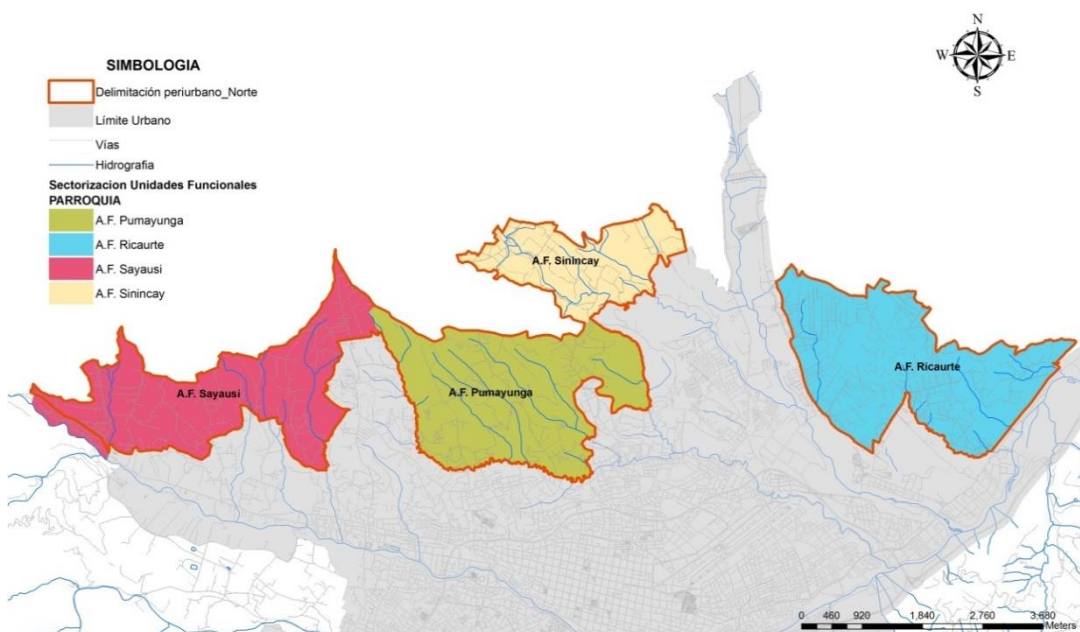 N
W E
S
SIMBOLOGIA
Delimitación periurbano_Norte
Límite Urbano
Vías
Hidrografia
Sectorizacion Unidades Funcionales
PARROQUIA
A.F. Pumayunga
A.F. Ricaurte
A.F. Sayausi
A.F. Sinincay
A.F. Sinincay
A.F. Ricaurte
A.F. Sayausi
A.F. Pumayunga
0 460 920 1,840 2,760 3,680
Meters